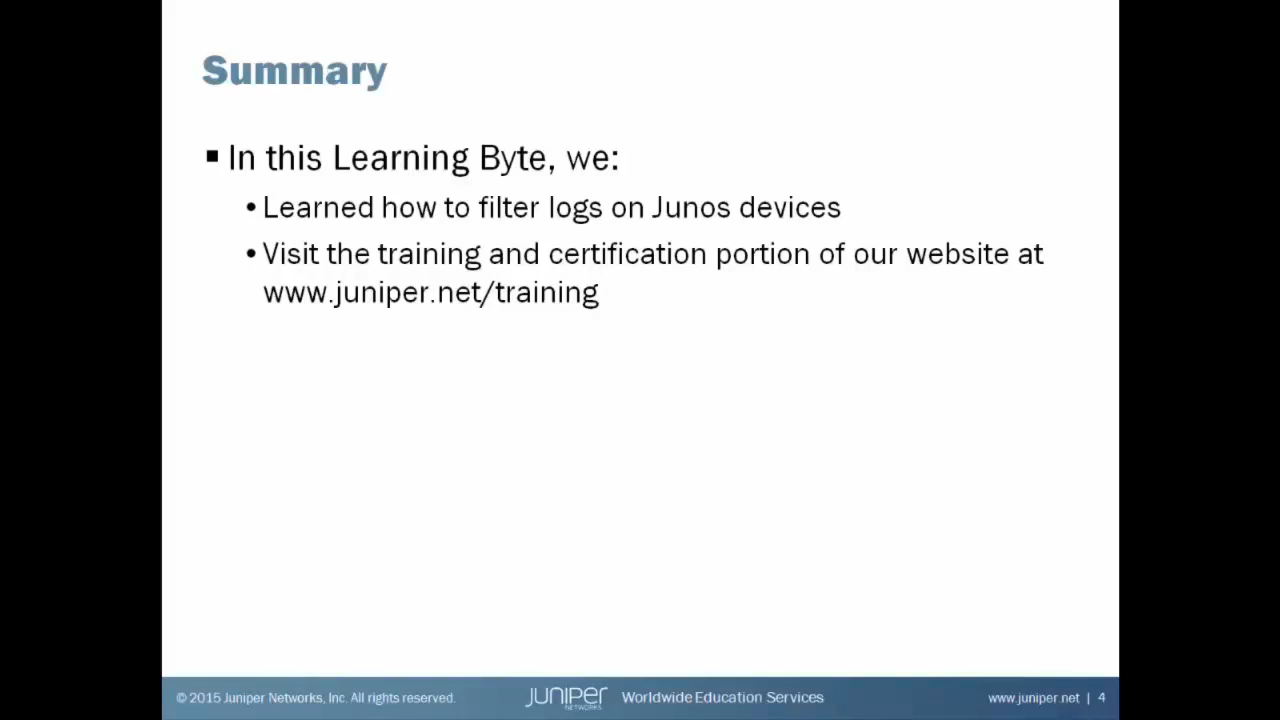 Summary
▪ In this Learning Byte, we:
• Learned how to filter logs on Junos devices
• Visit the training and certification portion of our website at
www.juniper.net/training
© 2015 Juniper Networks, Inc. All rights reserved.
JUNIPER
NETWORKS
Worldwide Education Services
www.juniper.net | 4